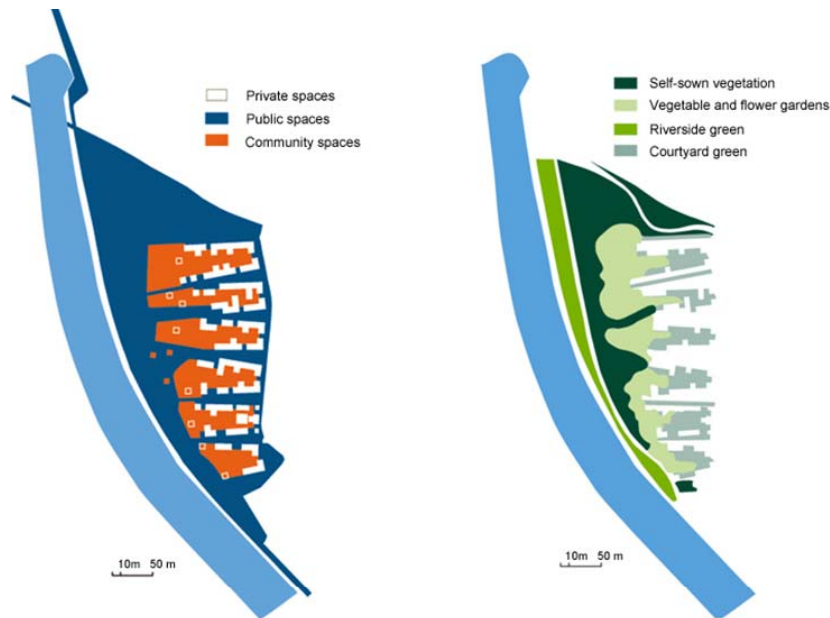 Private spaces
Public spaces
Community spaces
10m 50 m
Self-sown vegetation
Vegetable and flower gardens
Riverside green
Courtyard green
10m 50 m